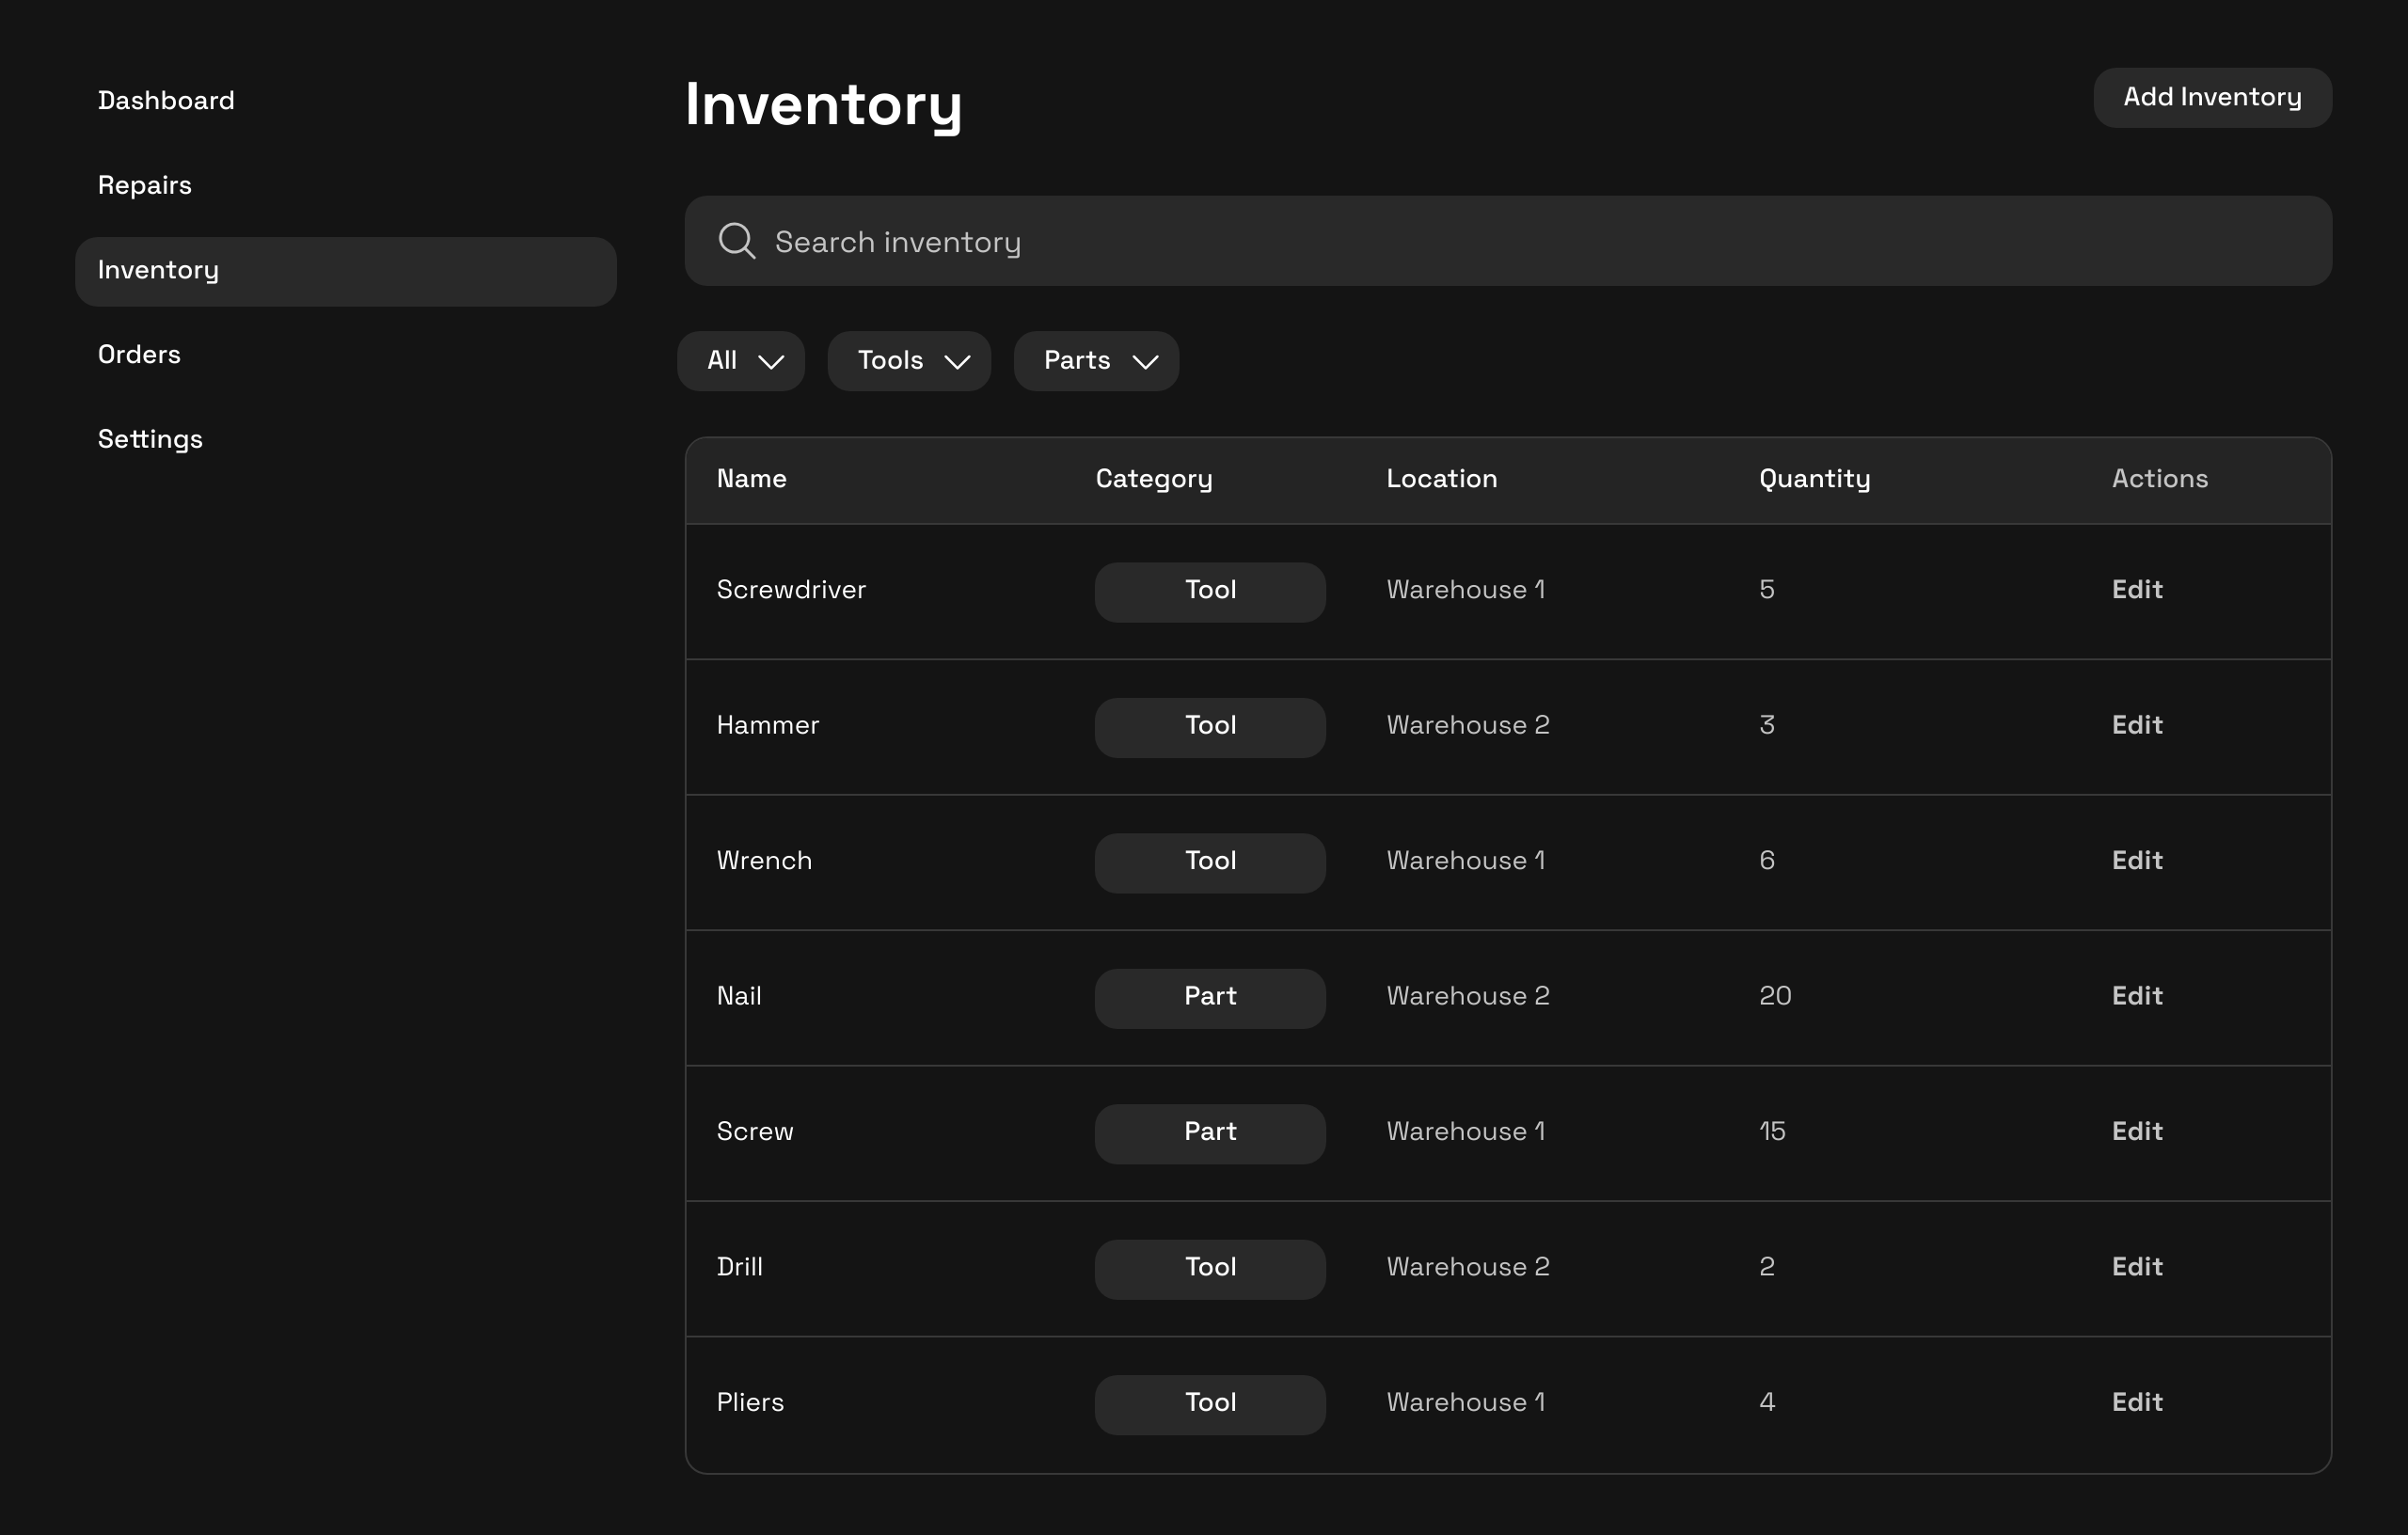 Dashboard
Repairs
Inventory
Orders
Settings
Inventory
Add Inventory
Search inventory
All Tools Parts
Name Category Location Quantity Actions
Screwdriver Tool Warehouse 1 5 Edit
Hammer Tool Warehouse 2 3 Edit
Wrench Tool Warehouse 1 6 Edit
Nail Part Warehouse 2 20 Edit
Screw Part Warehouse 1 15 Edit
Drill Tool Warehouse 2 2 Edit
Pliers Tool Warehouse 1 4 Edit